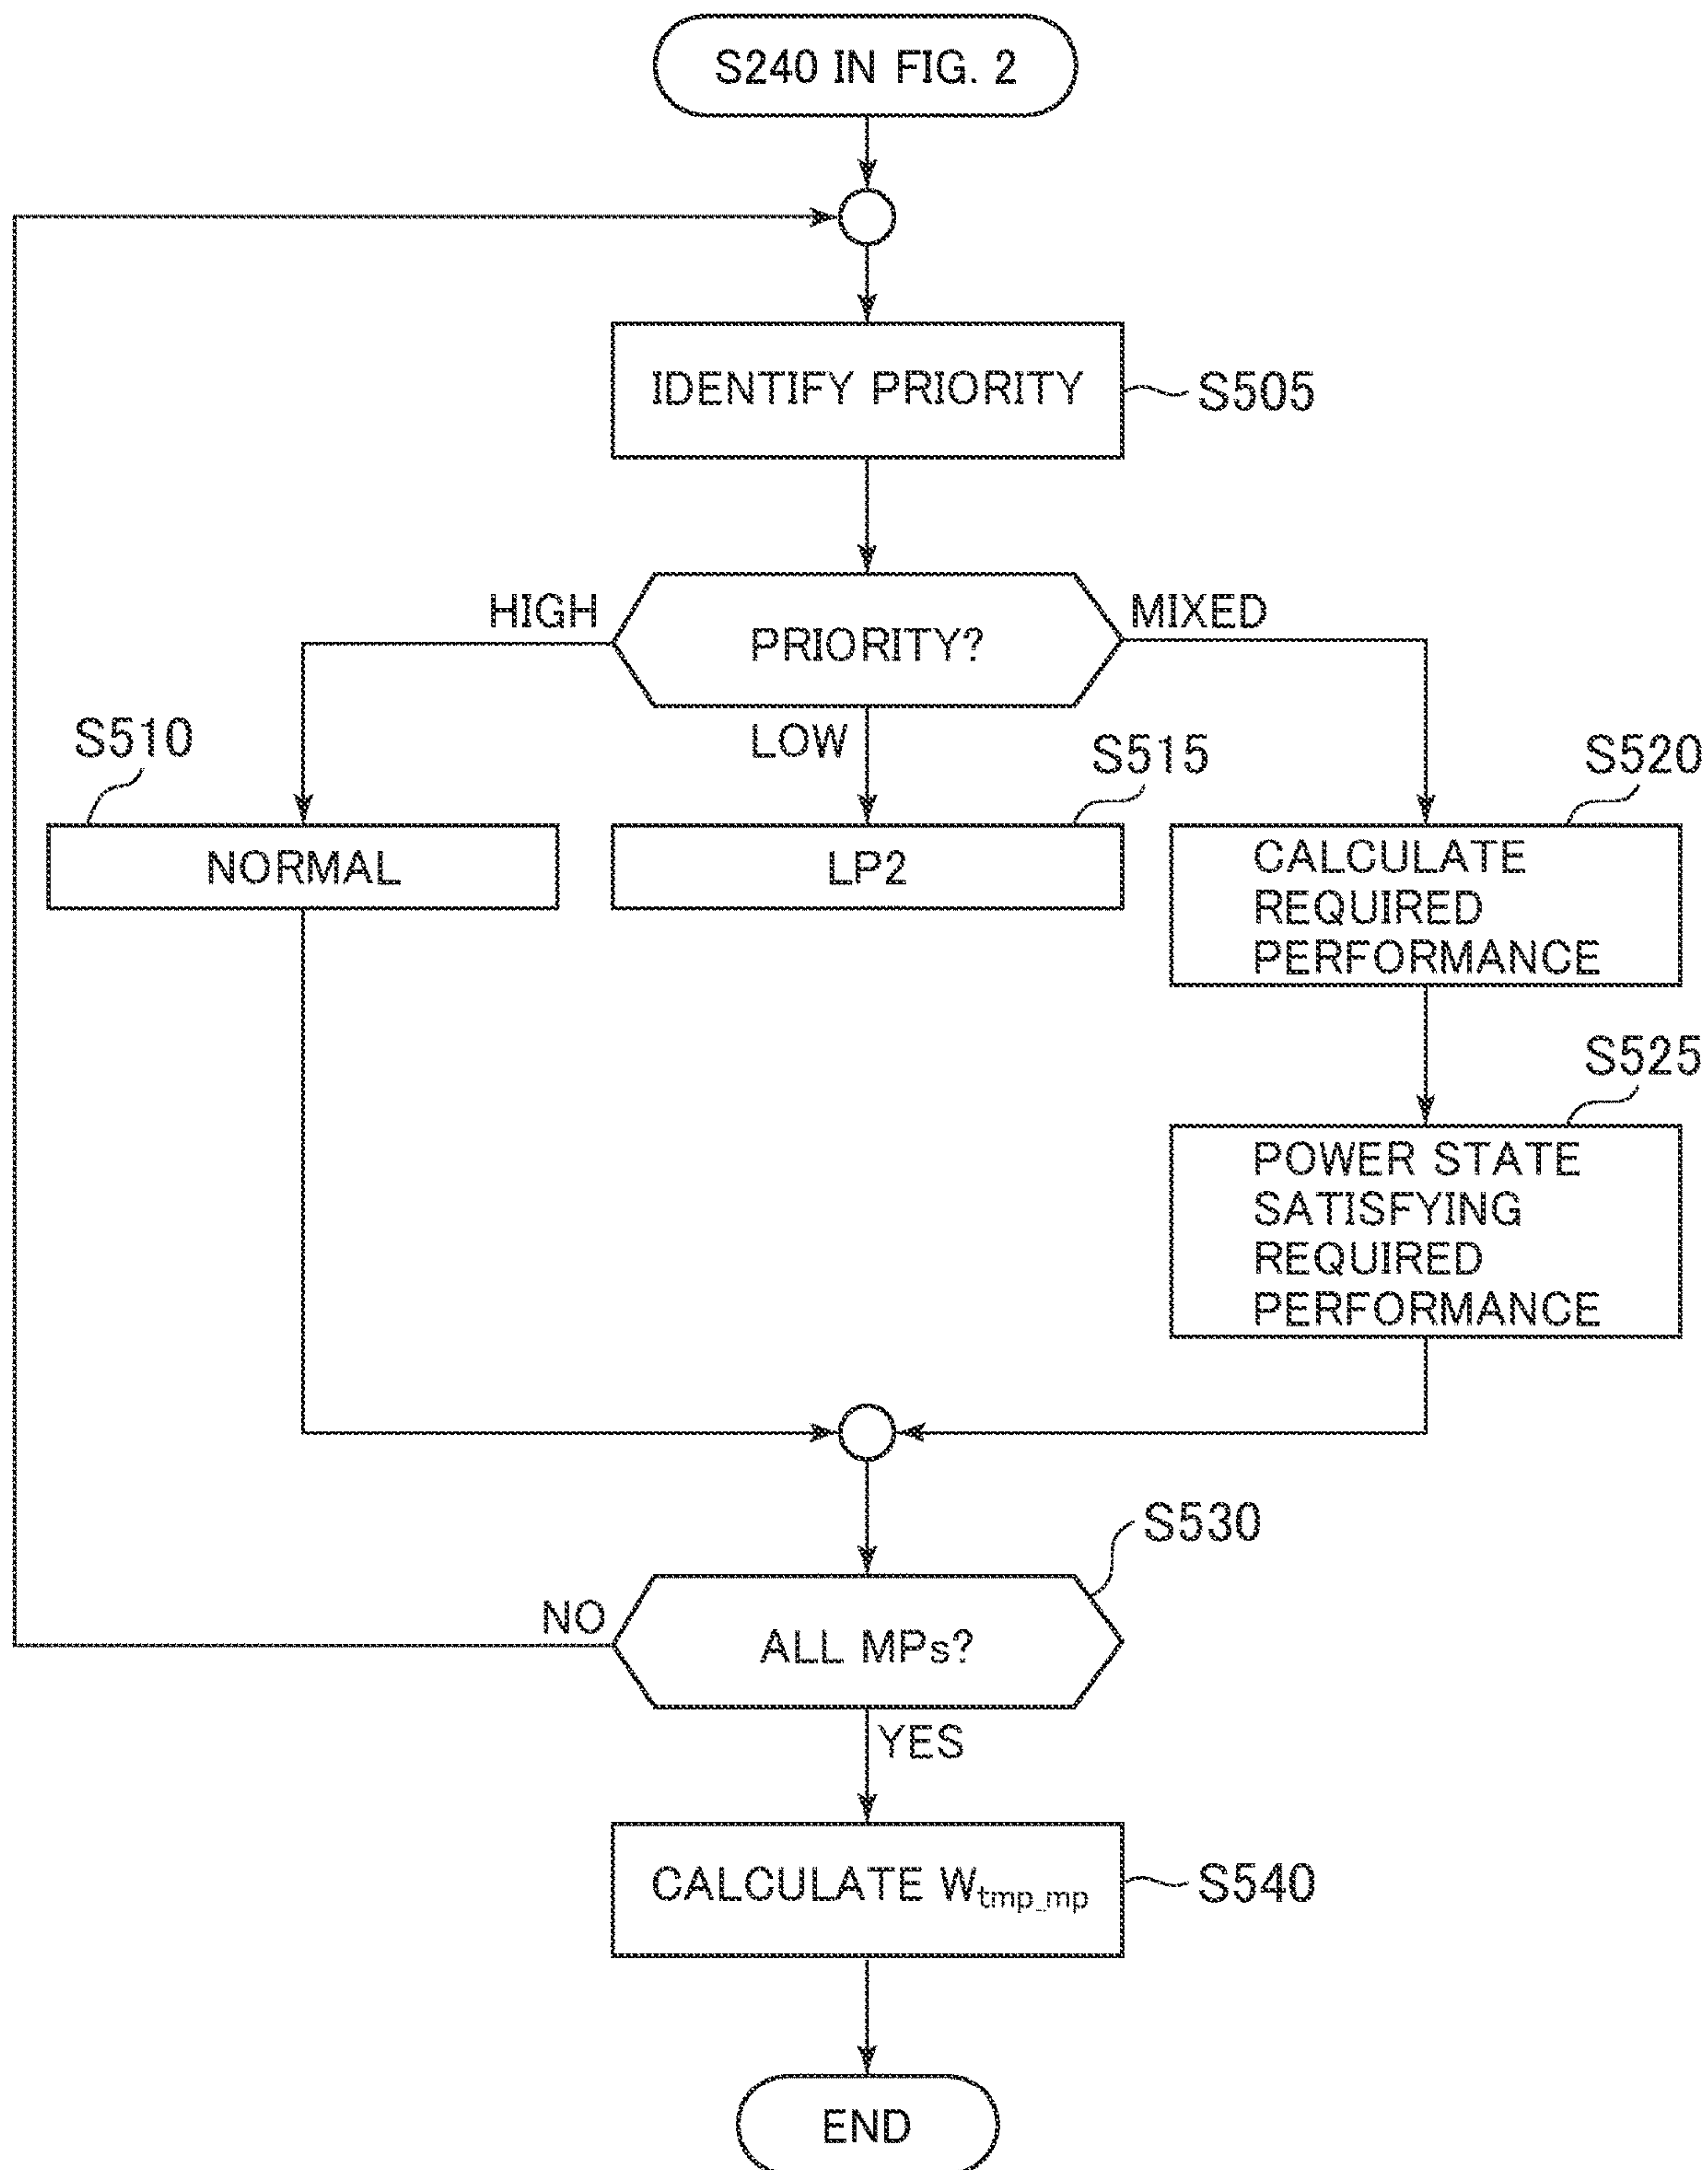 S240 IN FIG. 2
IDENTIFY PRIORITY
S505
HIGH
PRIORITY?
MIXED
LOW
S510
NORMAL
S515
LP2
S520
CALCULATE
REQUIRED
PERFORMANCE
S525
POWER STATE
SATISFYING
REQUIRED
PERFORMANCE
S530
NO
ALL MPs?
YES
CALCULATE Wtmp_mp
S540
END